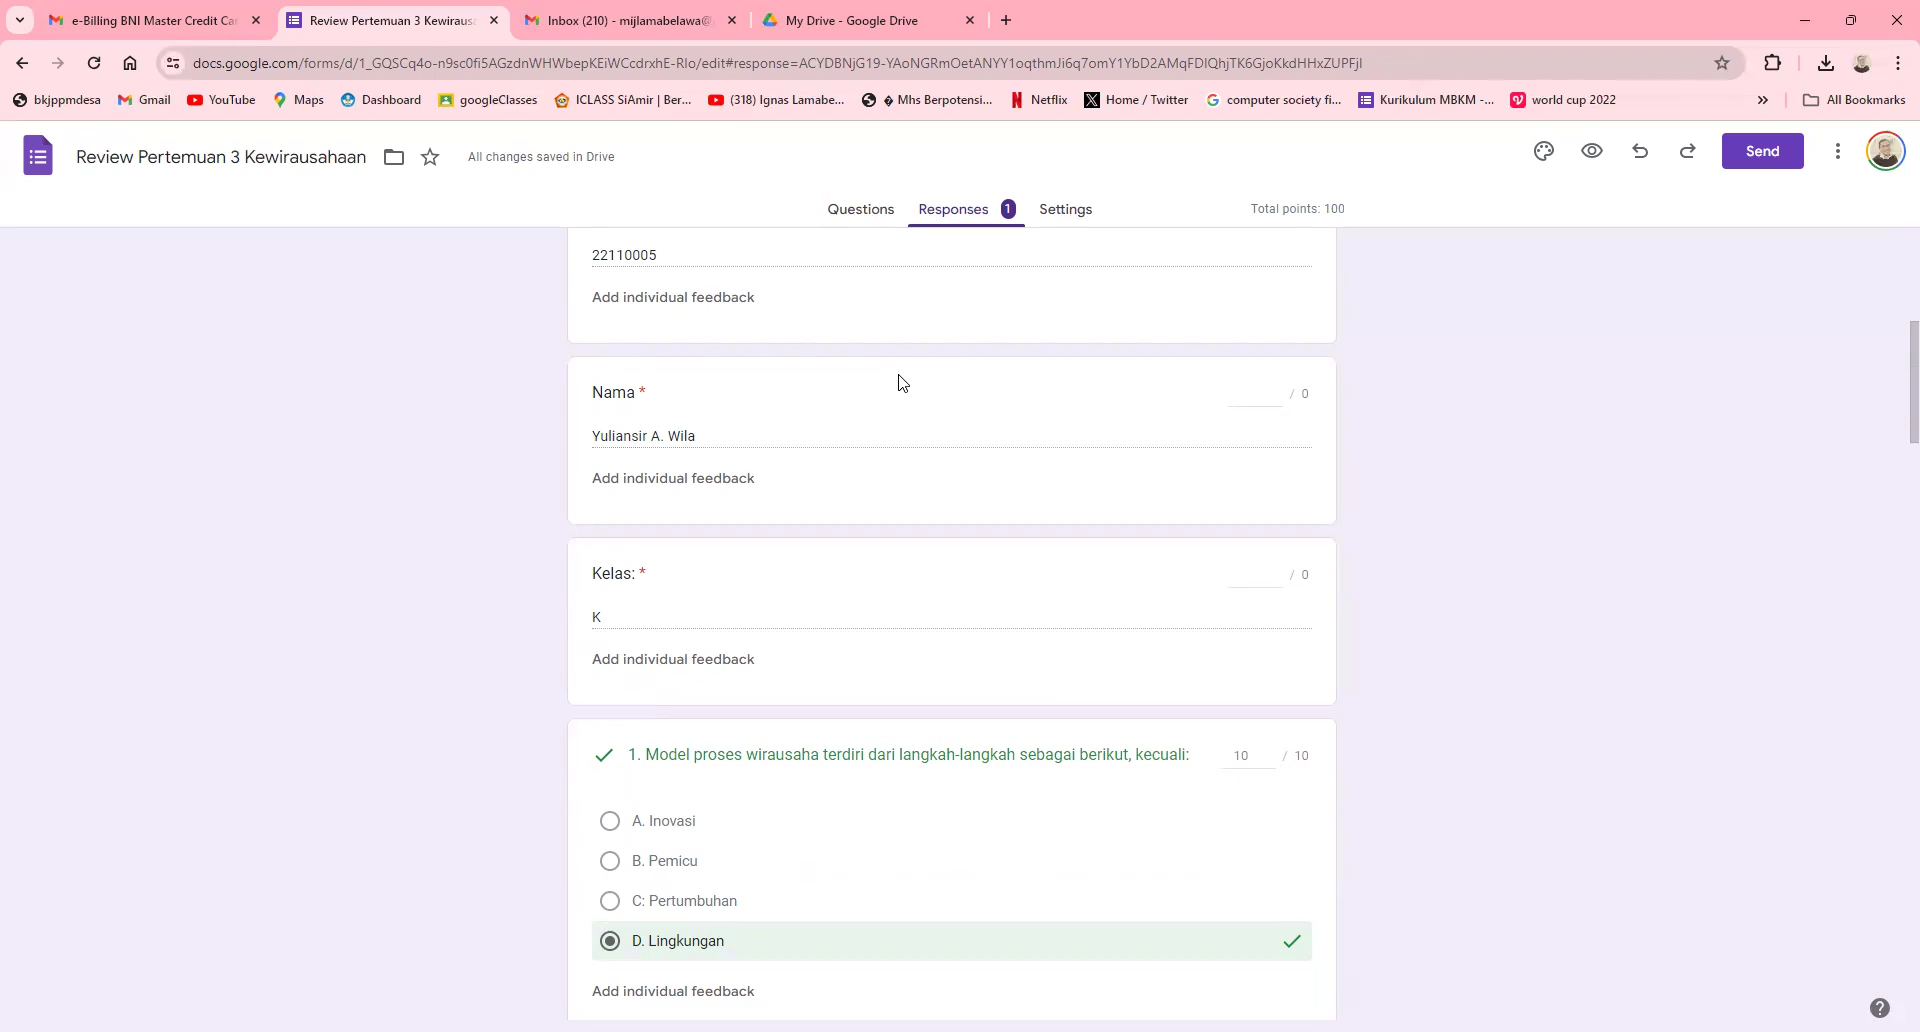 e-Billing BNI Master Credit Ca
Review Pertemuan 3 Kewiraus
Inbox (210) - mijlamabelawa@
My Drive - Google Drive
docs.google.com/forms/d/1_GQSCq4o-n9sc0fi5AGzdnWHWbepKEiWCcdrxhE-RIo/edit#response=ACYDBNjG19-YAoNGRmOetANYY1oqthmJi6q7omY1YbD2AMqFDIQhjTK6GjoKkdHHxZUPFjI
bkjppmdesa
Gmail
YouTube
Maps
Dashboard
googleClasses
ICLASS SiAmir | Ber...
(318) Ignas Lamabe...
� Mhs Berpotensi...
Netflix
Home / Twitter
computer society fi...
Kurikulum MBKM -...
world cup 2022
»
All Bookmarks
Review Pertemuan 3 Kewirausahaan
All changes saved in Drive
Send
Questions
Responses 1
Settings
Total points: 100
22110005
Add individual feedback
Nama *
/ 0
Yuliansir A. Wila
Add individual feedback
Kelas: *
/ 0
K
Add individual feedback
1. Model proses wirausaha terdiri dari langkah-langkah sebagai berikut, kecuali:
10 / 10
A. Inovasi
B. Pemicu
C: Pertumbuhan
D. Lingkungan
Add individual feedback